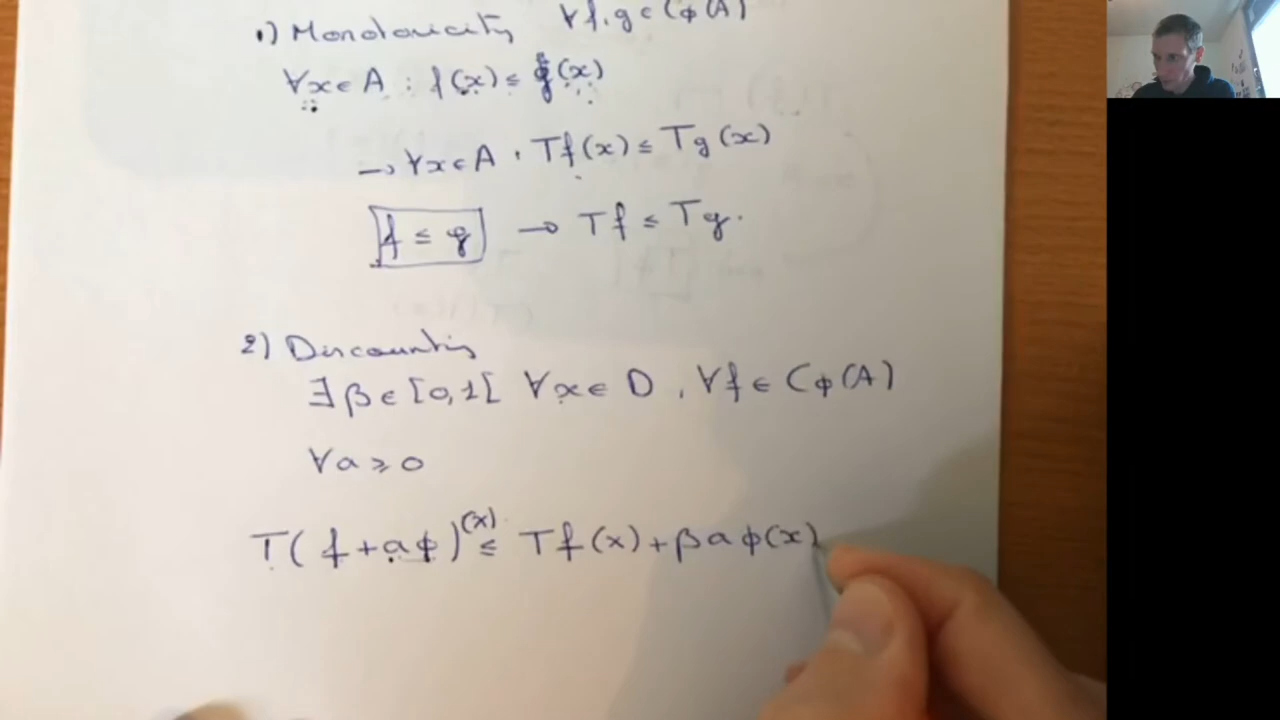 1) Monotonicity ∀f,g∈Cϕ(A)
∀x∈A : f(x)≤g(x)
→ ∀x∈A , Tf(x)≤Tg(x)
f ≤ g → Tf ≤ Tg.
2) Discounting
∃β∈[0,1[ ∀x∈D , ∀f∈Cϕ(A)
∀a≥0
T(f+aϕ)(x) ≤ Tf(x)+βaϕ(x)